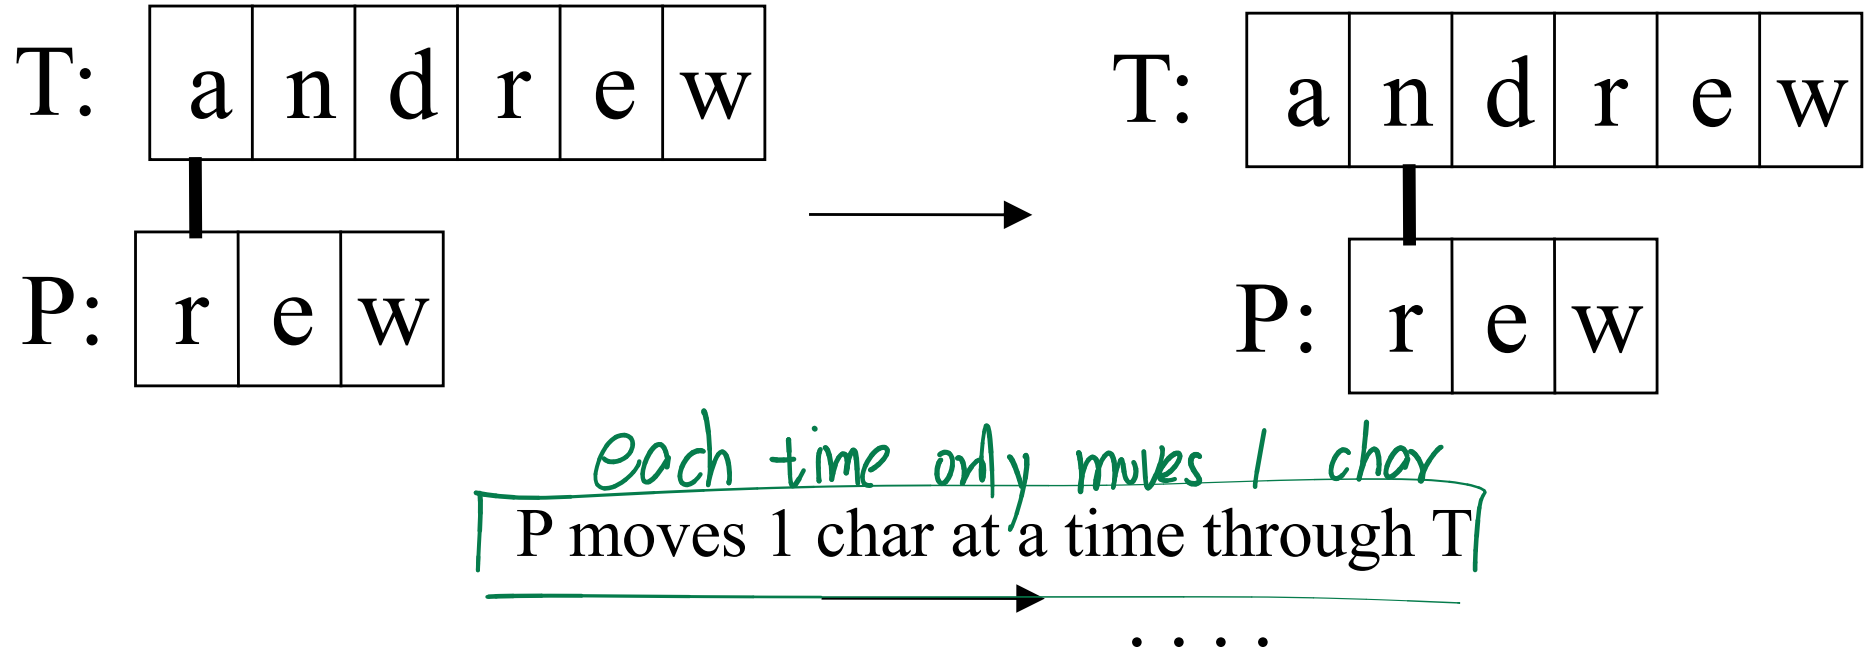 T: a n d r e w
P: r e w
T: a n d r e w
P: r e w
each time only moves 1 char
P moves 1 char at a time through T
. . . .